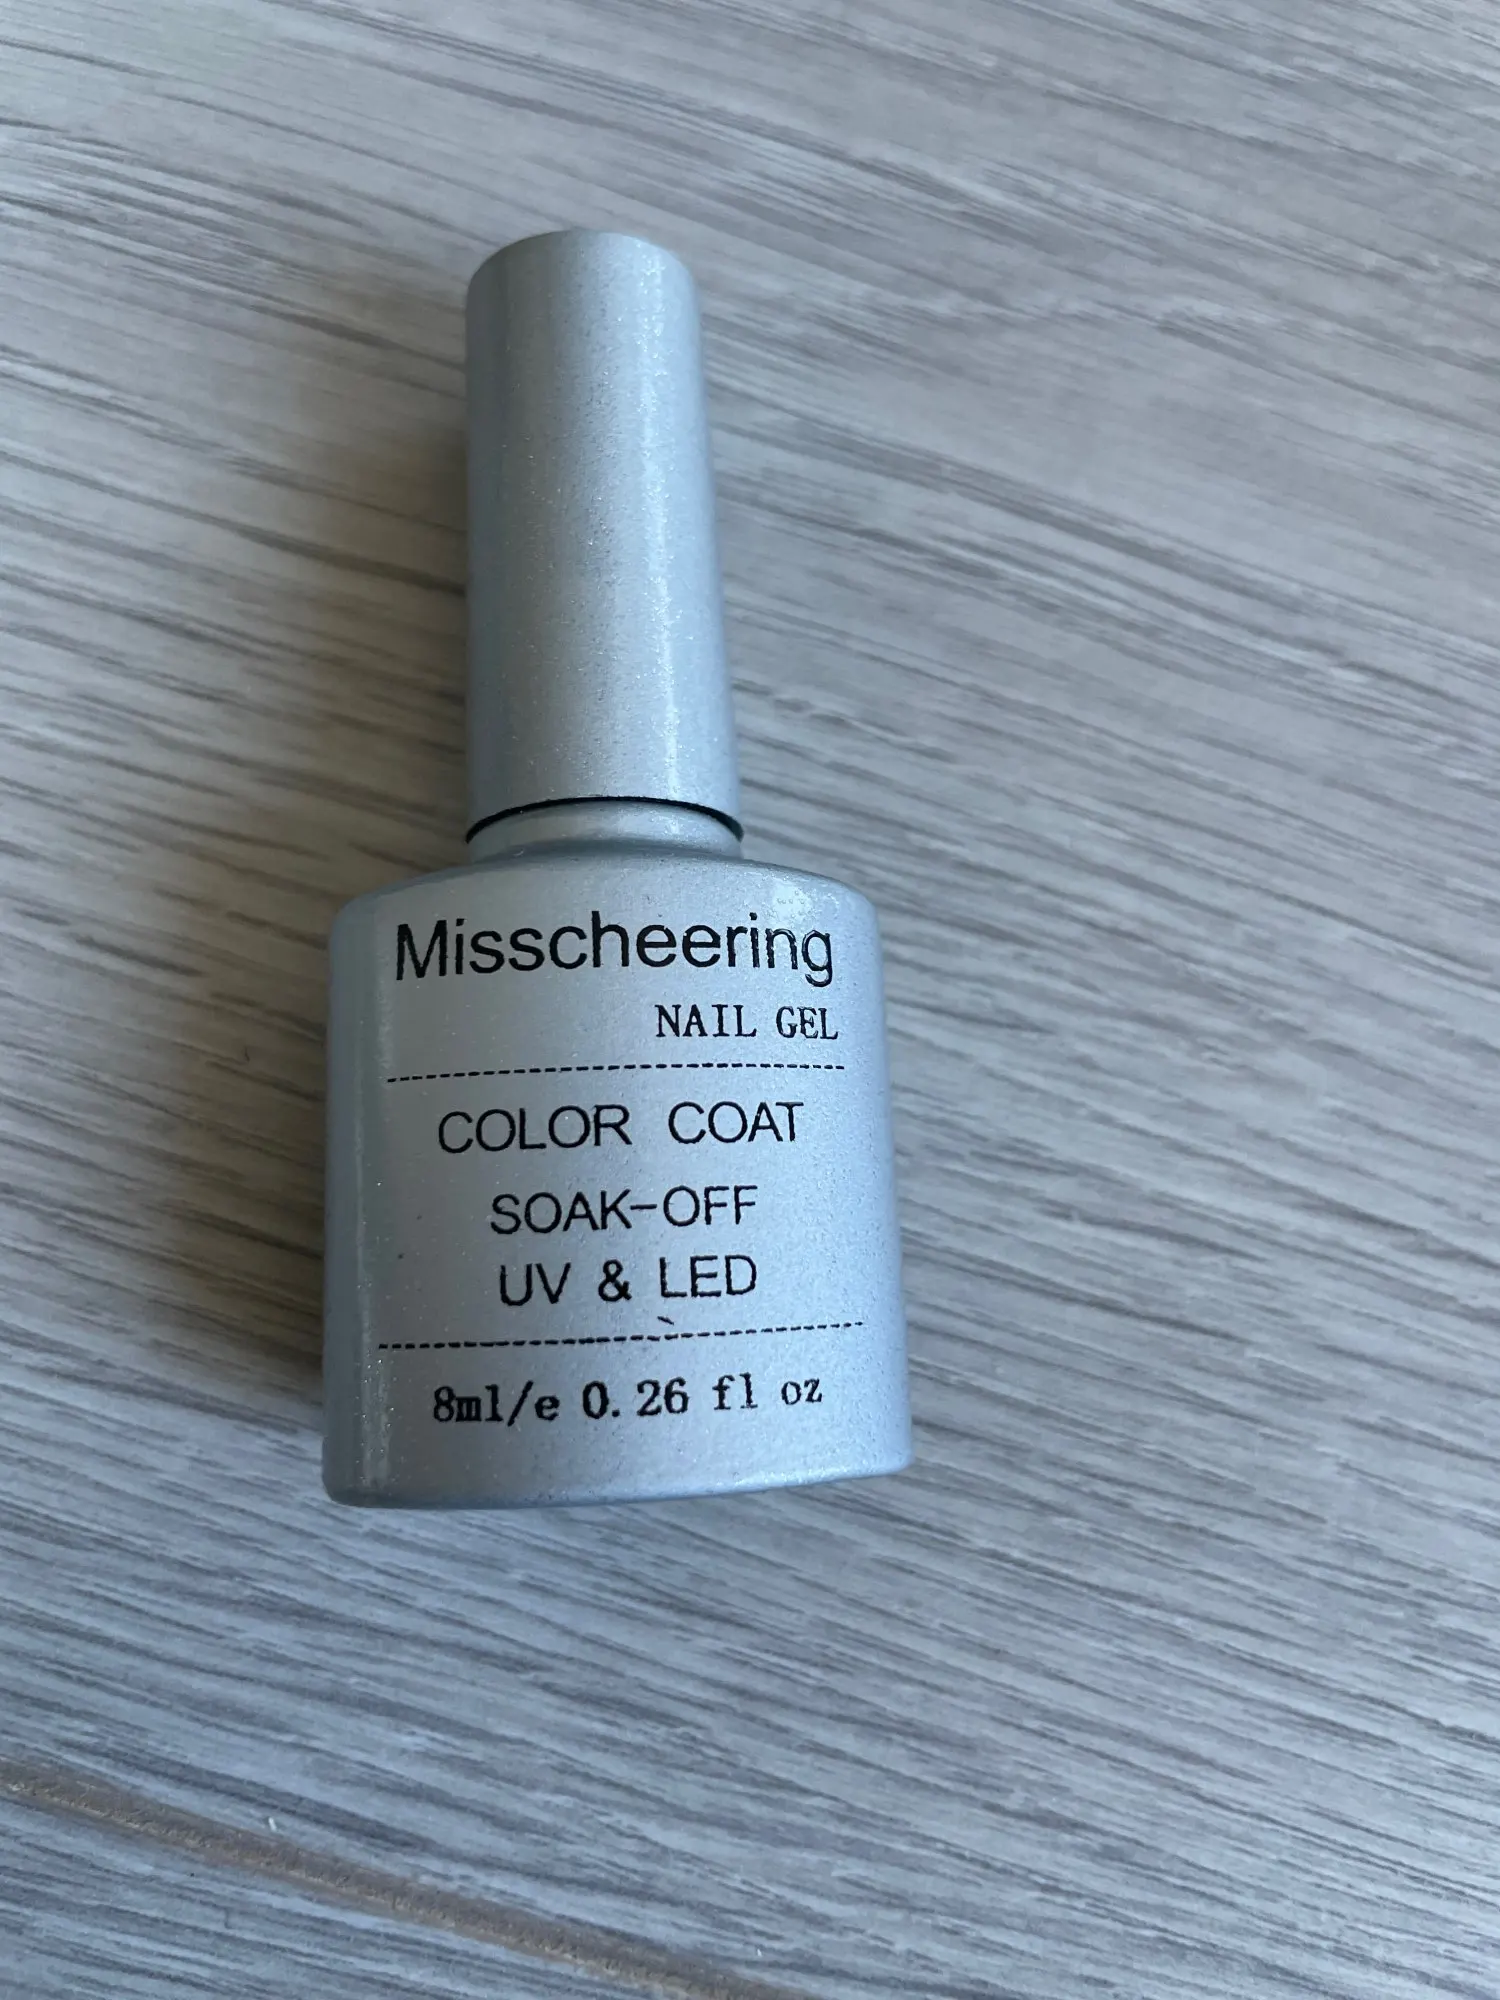 Misscheering
NAIL GEL
COLOR COAT
SOAK-OFF
UV & LED
8ml/e 0.26 fl oz